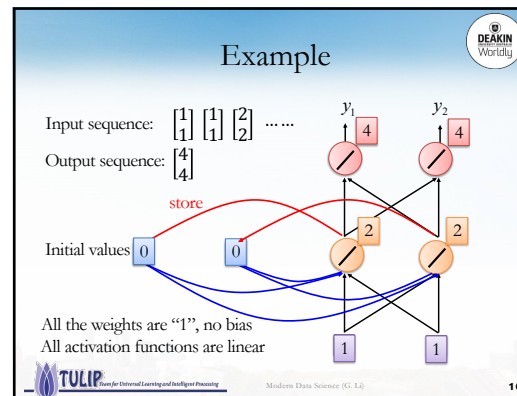 DEAKIN
UNIVERSITY AUSTRALIA
Worldly
Example
Input sequence: [1 1] [1 1] [2 2] ……
Output sequence: [4 4]
y₁ y₂
4 4
store
Initial values 0 0 2 2
All the weights are “1”, no bias
All activation functions are linear
1 1
TULIP Team for Universal Learning and Intelligent Processing
Modern Data Science (G. Li)